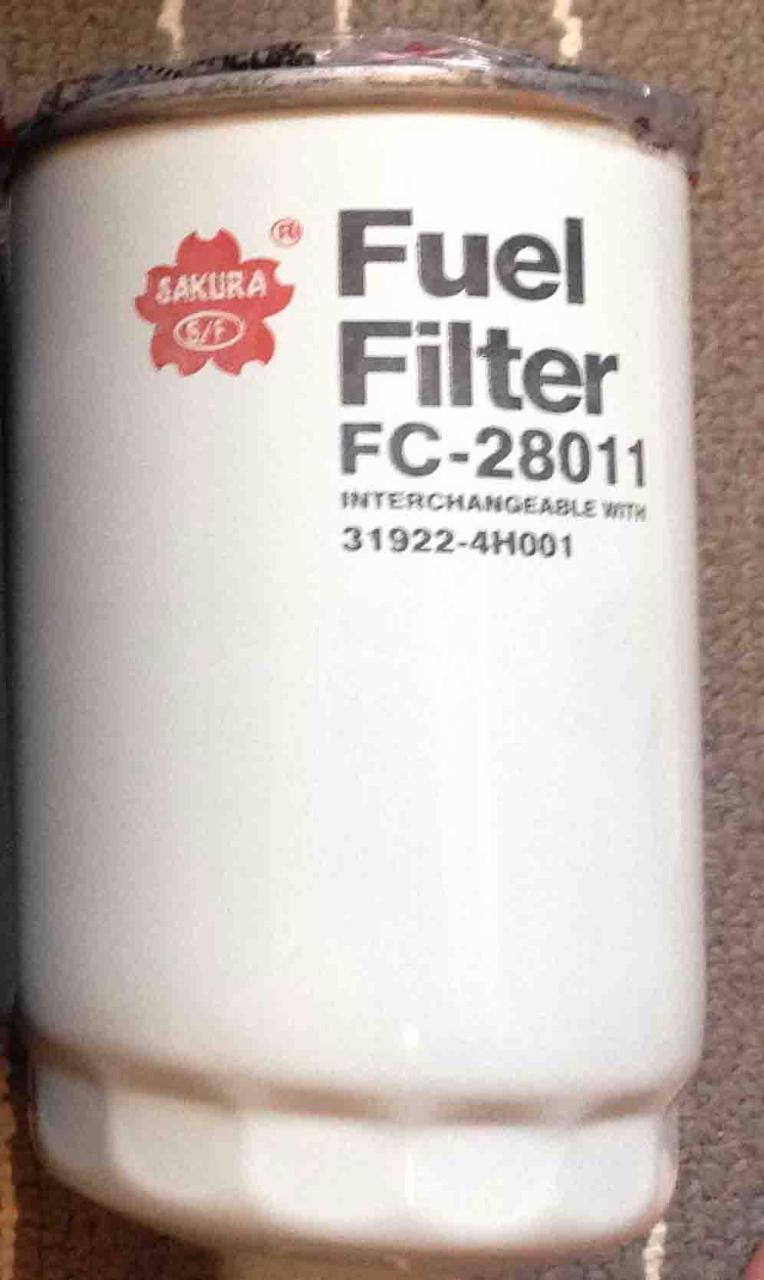 SAKURA
S/F
Fuel
Filter
FC-28011
INTERCHANGEABLE WITH
31922-4H001